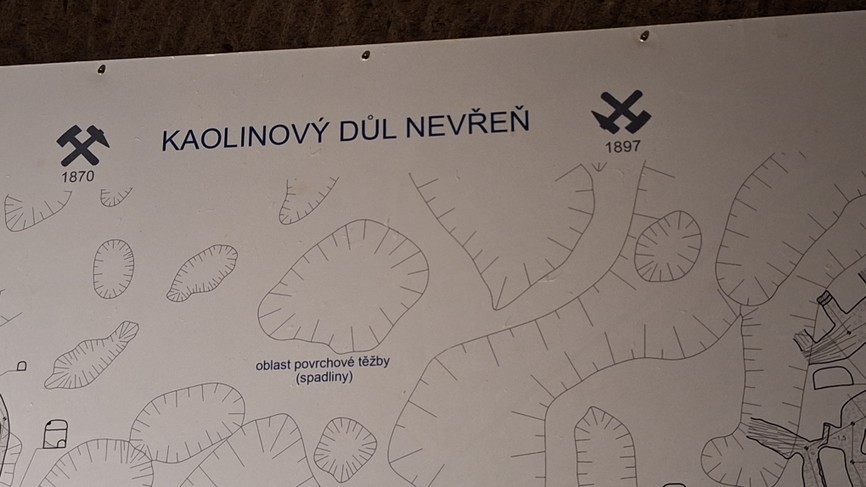 KAOLINOVÝ DŮL NEVŘEŇ
1870
1897
oblast povrchové těžby
(spadliny)